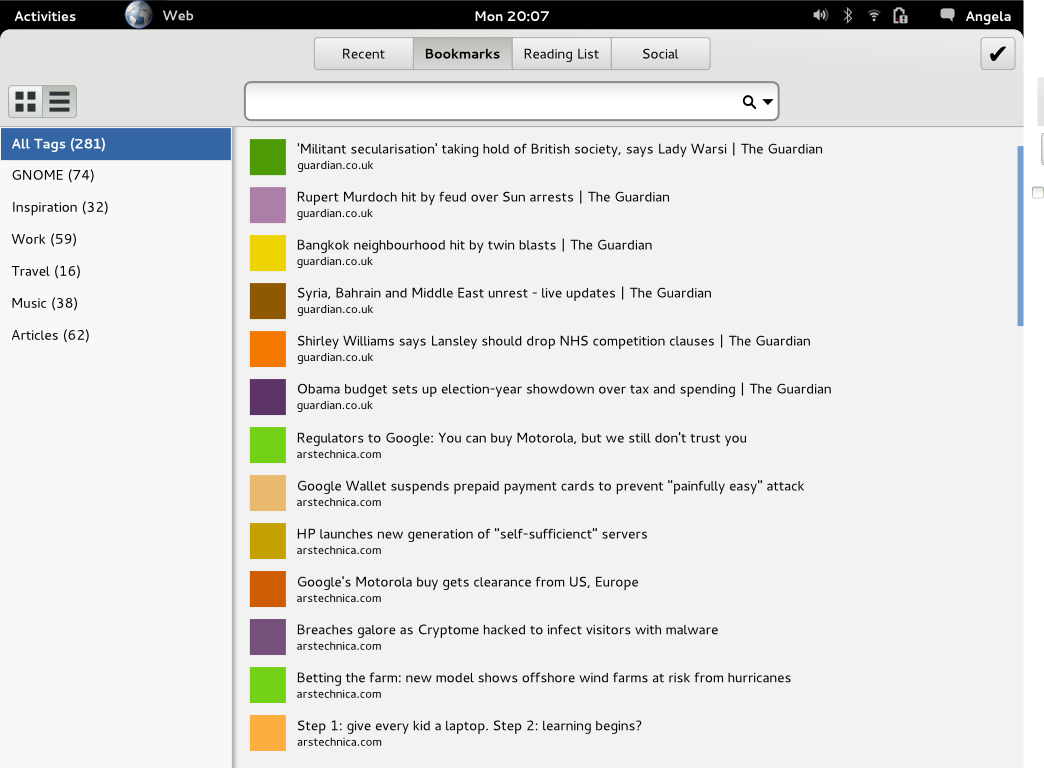 Activities Web Mon 20:07 Angela
Recent Bookmarks Reading List Social
All Tags (281)
GNOME (74)
Inspiration (32)
Work (59)
Travel (16)
Music (38)
Articles (62)
'Militant secularisation' taking hold of British society, says Lady Warsi | The Guardian
guardian.co.uk
Rupert Murdoch hit by feud over Sun arrests | The Guardian
guardian.co.uk
Bangkok neighbourhood hit by twin blasts | The Guardian
guardian.co.uk
Syria, Bahrain and Middle East unrest - live updates | The Guardian
guardian.co.uk
Shirley Williams says Lansley should drop NHS competition clauses | The Guardian
guardian.co.uk
Obama budget sets up election-year showdown over tax and spending | The Guardian
guardian.co.uk
Regulators to Google: You can buy Motorola, but we still don't trust you
arstechnica.com
Google Wallet suspends prepaid payment cards to prevent "painfully easy" attack
arstechnica.com
HP launches new generation of "self-sufficienct" servers
arstechnica.com
Google's Motorola buy gets clearance from US, Europe
arstechnica.com
Breaches galore as Cryptome hacked to infect visitors with malware
arstechnica.com
Betting the farm: new model shows offshore wind farms at risk from hurricanes
arstechnica.com
Step 1: give every kid a laptop. Step 2: learning begins?
arstechnica.com